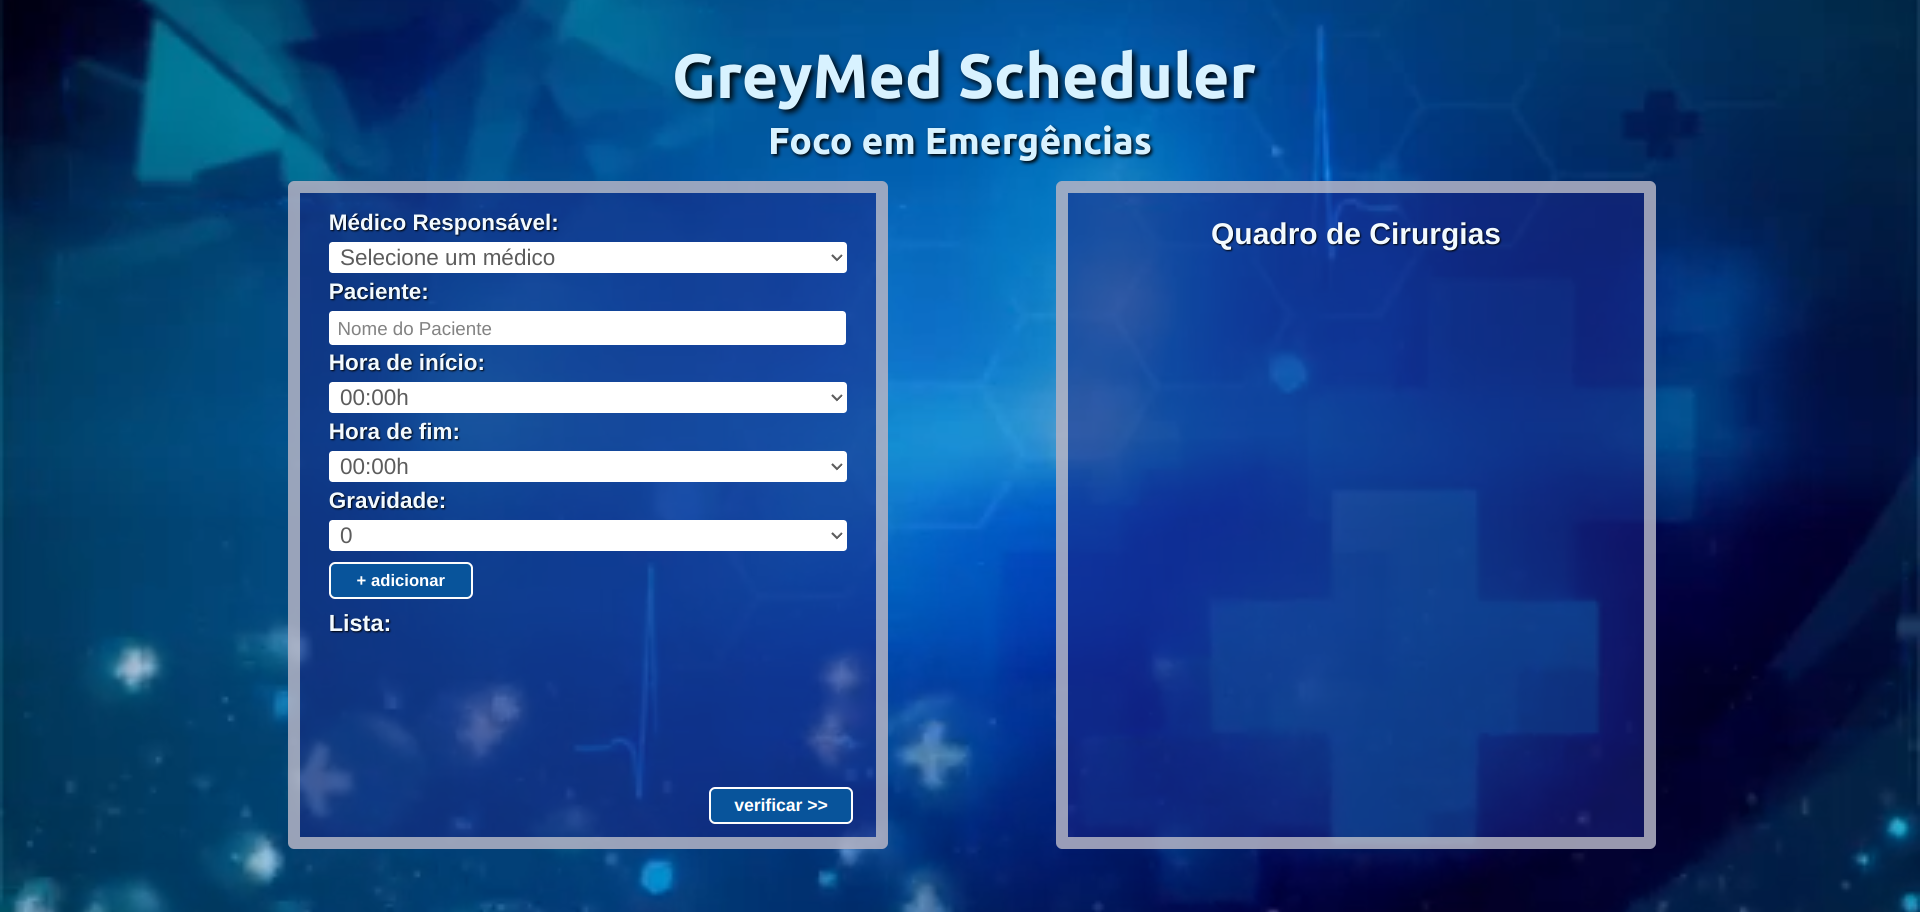 GreyMed Scheduler
Foco em Emergências
Médico Responsável:
Selecione um médico
Paciente:
Nome do Paciente
Hora de início:
00:00h
Hora de fim:
00:00h
Gravidade:
0
+ adicionar
Lista:
verificar >>
Quadro de Cirurgias